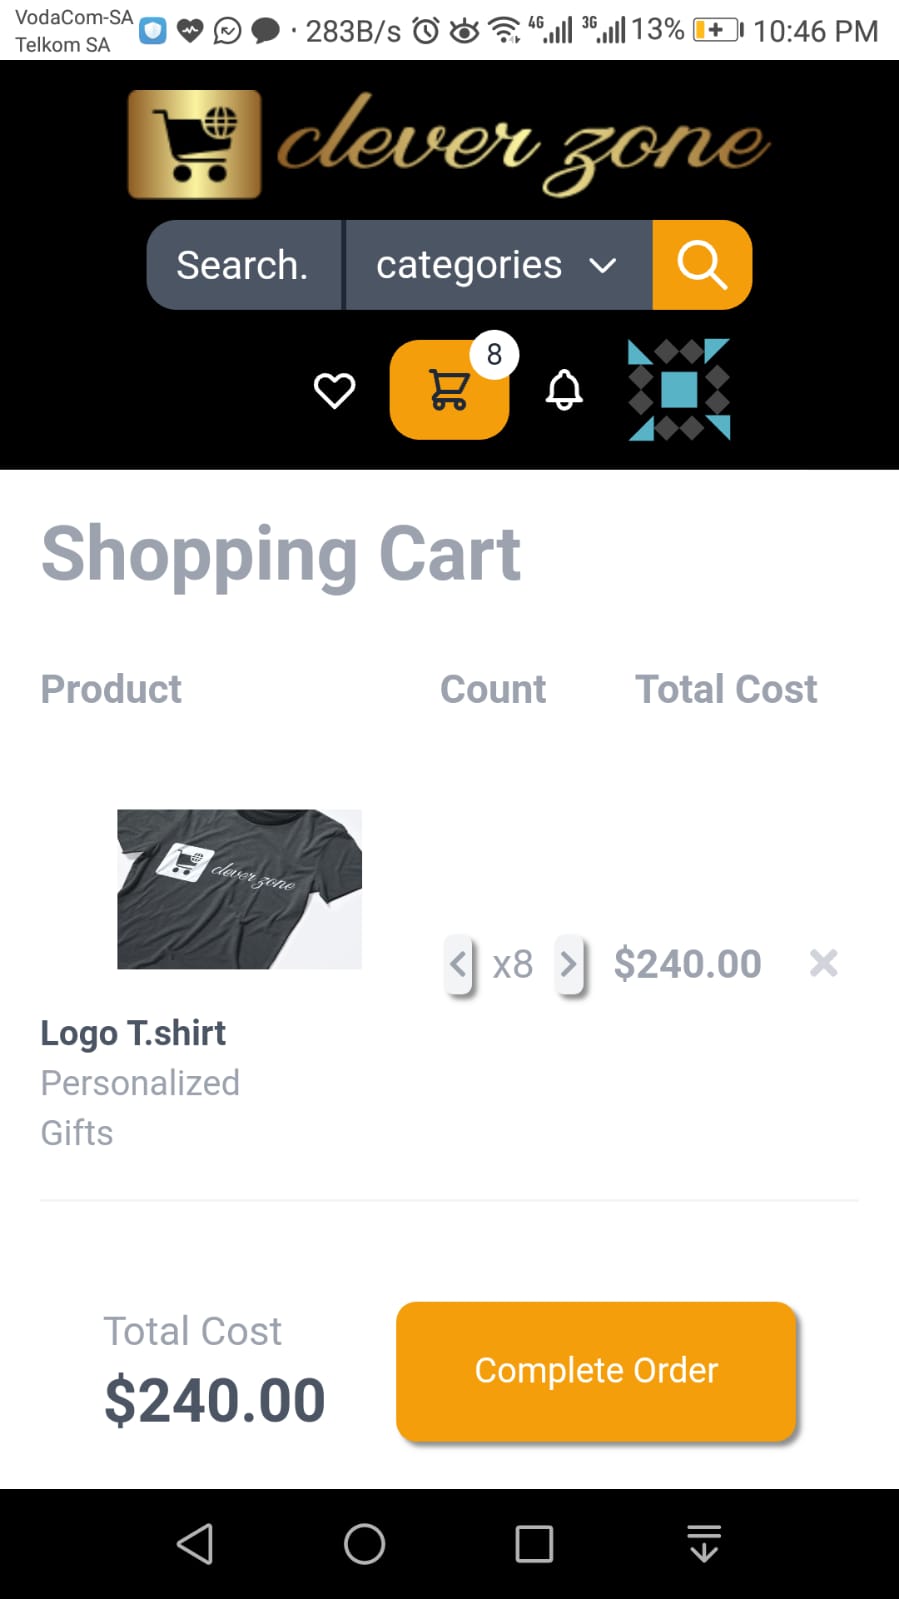 VodaCom-SA
Telkom SA
· 283B/s 4G 3G 13% 10:46 PM
clever zone
Search. categories
8
Shopping Cart
Product Count Total Cost
clever zone
x8 $240.00
Logo T.shirt
Personalized
Gifts
Total Cost
$240.00
Complete Order